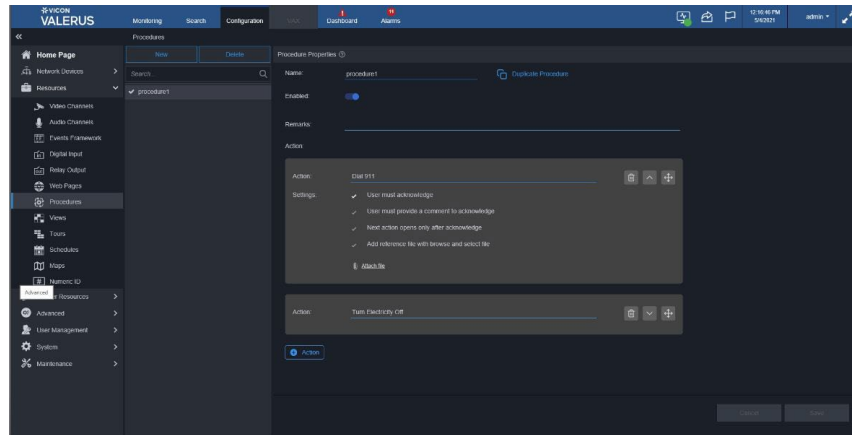 VICON
VALERUS
Monitoring
Search
Configuration
VAX
Dashboard
1
Alarms
11
12:16:46 PM
5/4/2021
admin
Procedures
Home Page
Network Devices
Resources
Video Channels
Audio Channels
Events Framework
Digital Input
Relay Output
Web Pages
Procedures
Views
Tours
Schedules
Maps
# Numeric ID
Advanced
Resources
Advanced
User Management
System
Maintenance
New
Delete
Search...
procedure1
Procedure Properties
Name:
procedure1
Duplicate Procedure
Enabled:
Remarks:
Action:
Action:
Dial 911
Settings:
User must acknowledge
User must provide a comment to acknowledge
Next action opens only after acknowledge
Add reference file with browse and select file
Attach file
Action:
Turn Electricity Off
Action
Cancel
Save